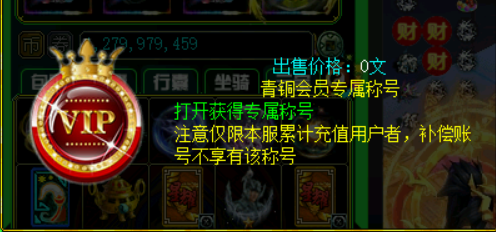 币 279,979,459
出售价格：0文
青铜会员专属称号
行囊 坐骑
VIP
打开获得专属称号
注意仅限本服累计充值用户者，补偿账
号不享有该称号
财 财
财